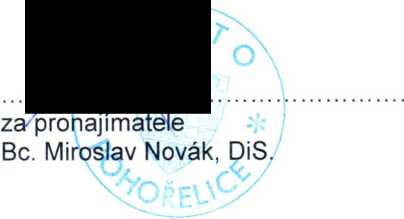 T O
za pronajímatele
Bc. Miroslav Novák, DiS.
POHOŘELICE